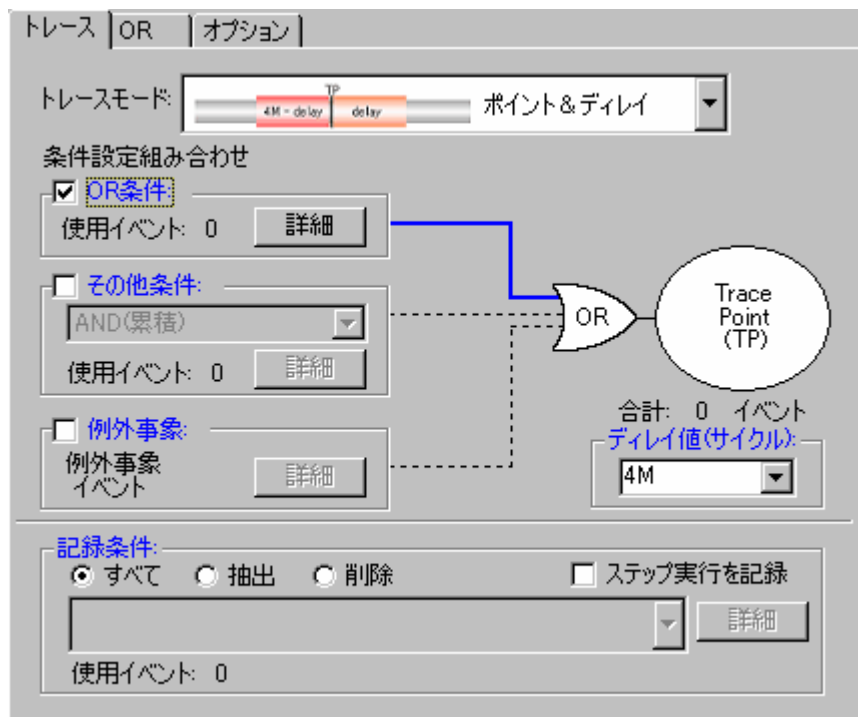 トレース OR オプション
トレースモード: 4M - delay TP delay ポイント&ディレイ
条件設定組み合わせ
OR条件:
使用イベント: 0 詳細
その他条件:
AND(累積)
使用イベント: 0 詳細
例外事象:
例外事象
イベント
詳細
OR
Trace
Point
(TP)
合計: 0 イベント
ディレイ値(サイクル):
4M
記録条件:
すべて 抽出 削除 ステップ実行を記録
詳細
使用イベント: 0